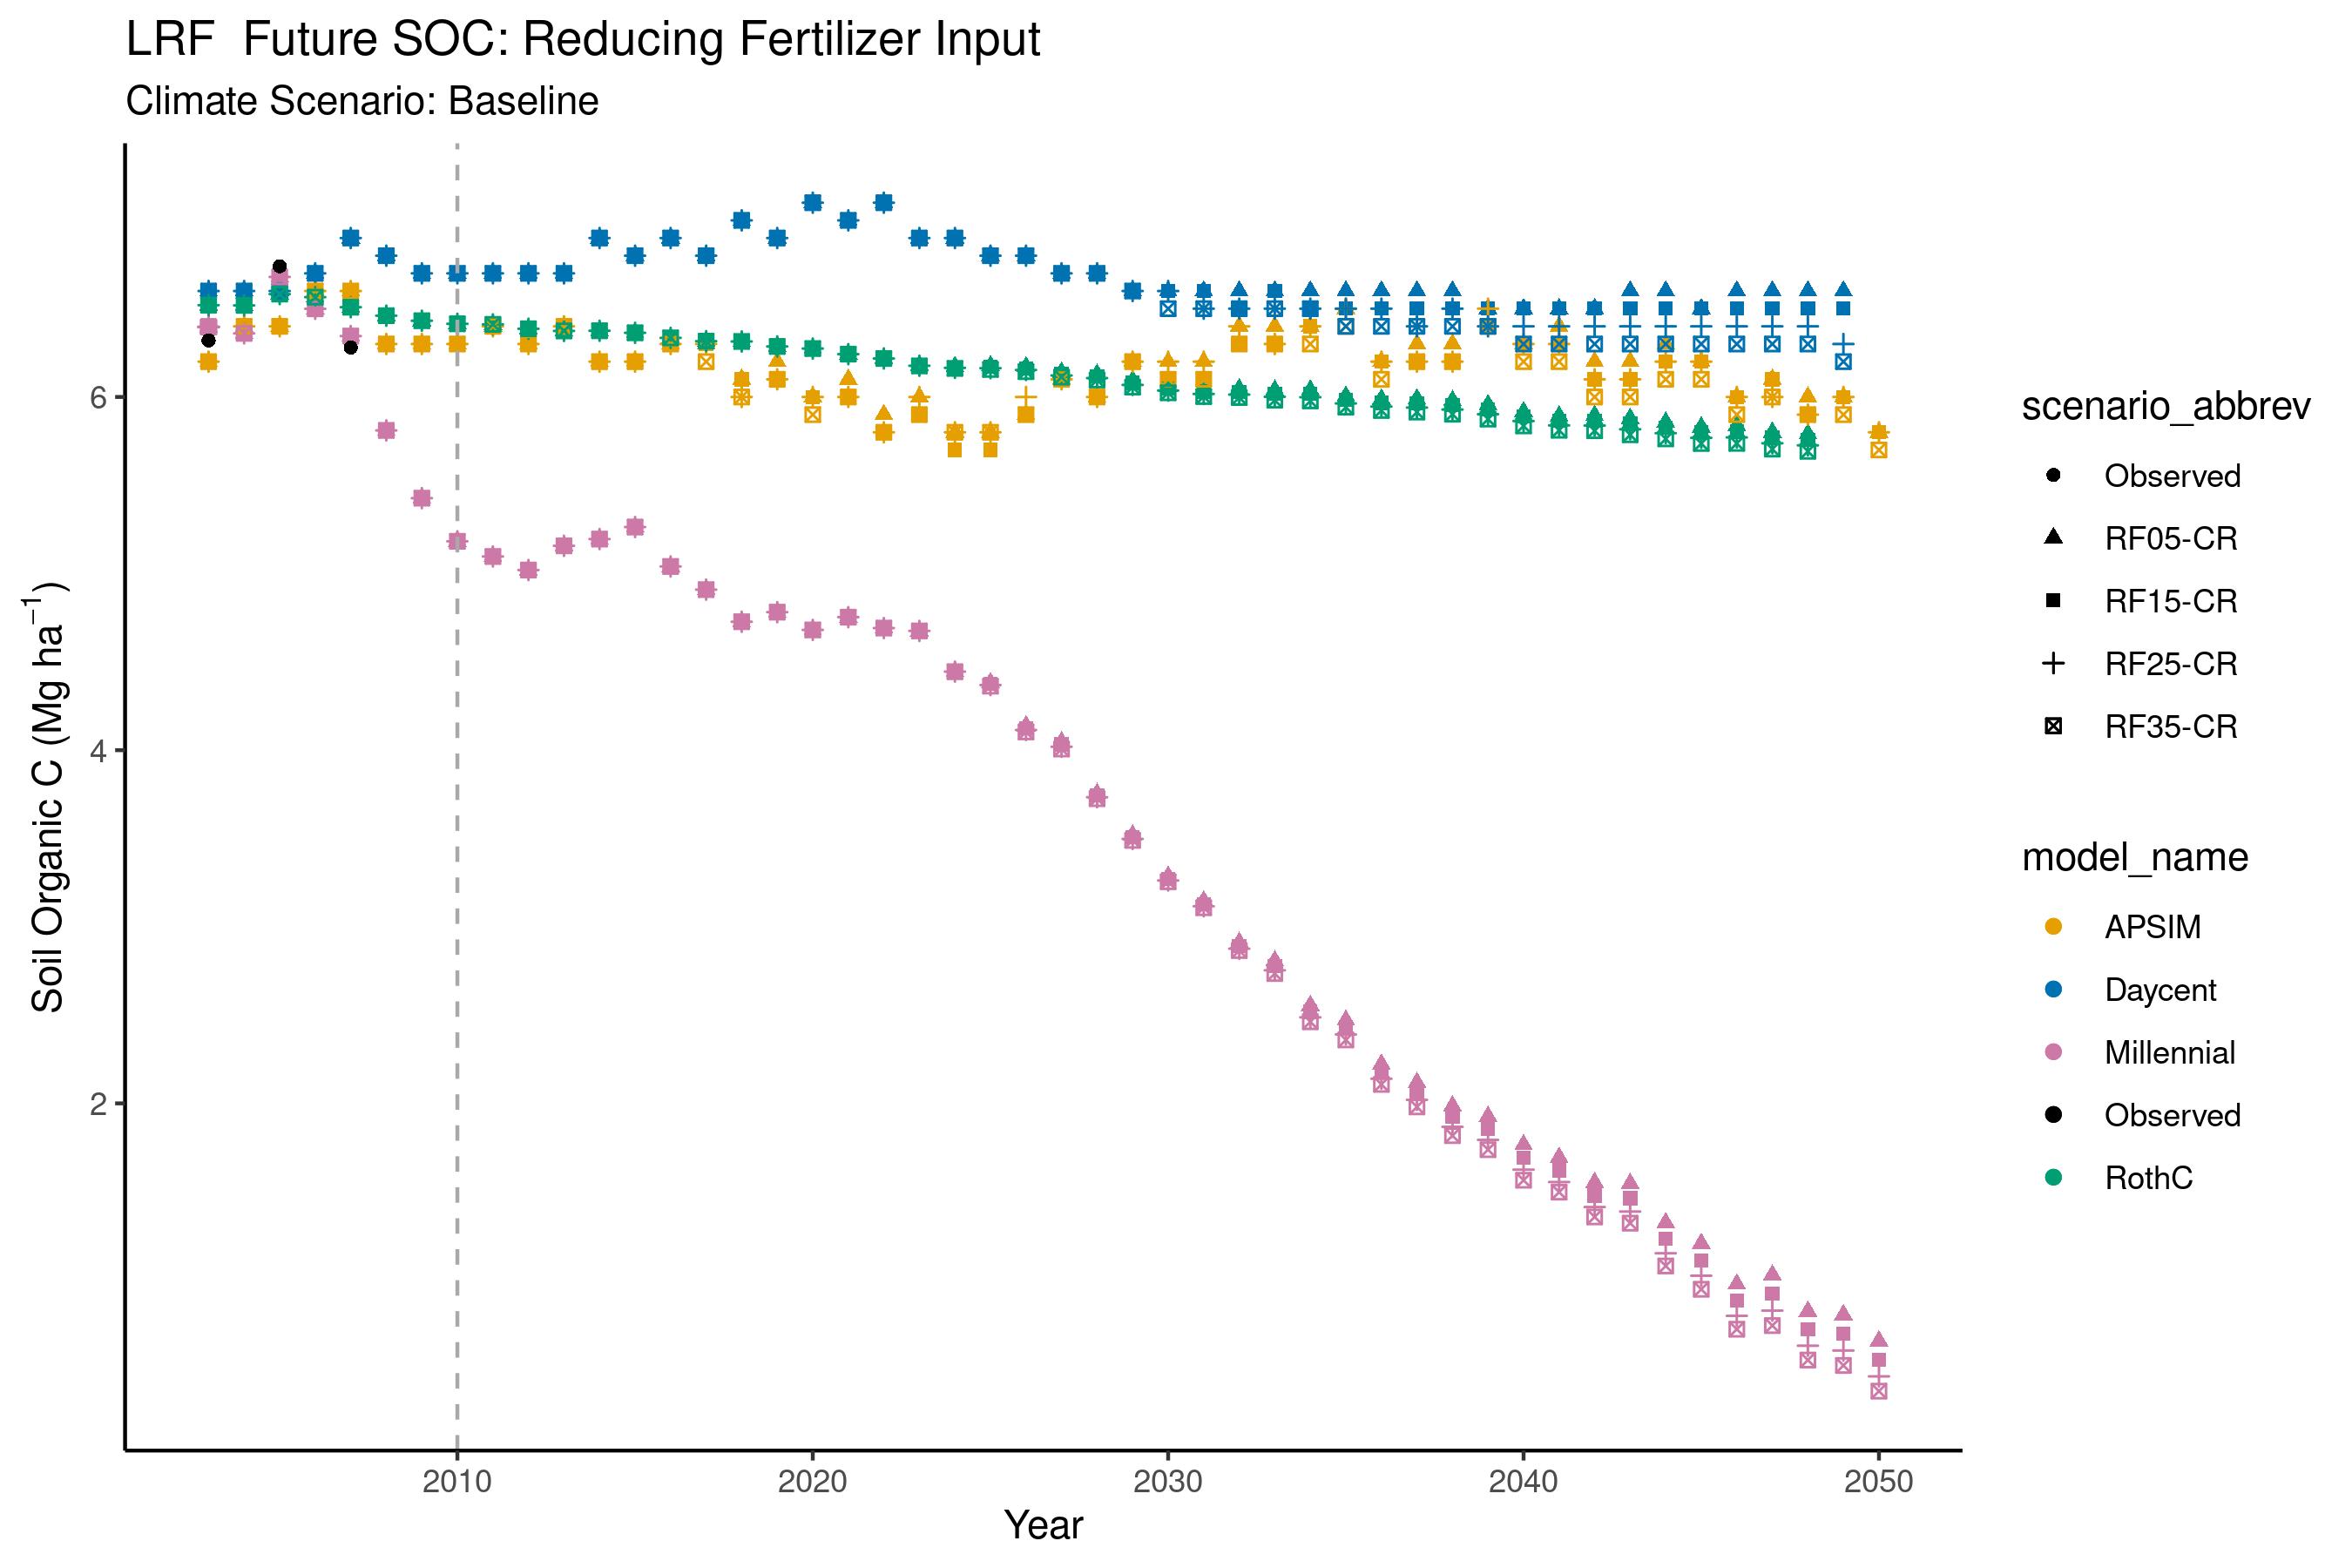 LRF  Future SOC: Reducing Fertilizer Input
Climate Scenario: Baseline
Soil Organic C (Mg ha−1)
6
4
2
2010
2020
2030
2040
2050
Year
scenario_abbrev
Observed
RF05-CR
RF15-CR
RF25-CR
RF35-CR
model_name
APSIM
Daycent
Millennial
Observed
RothC